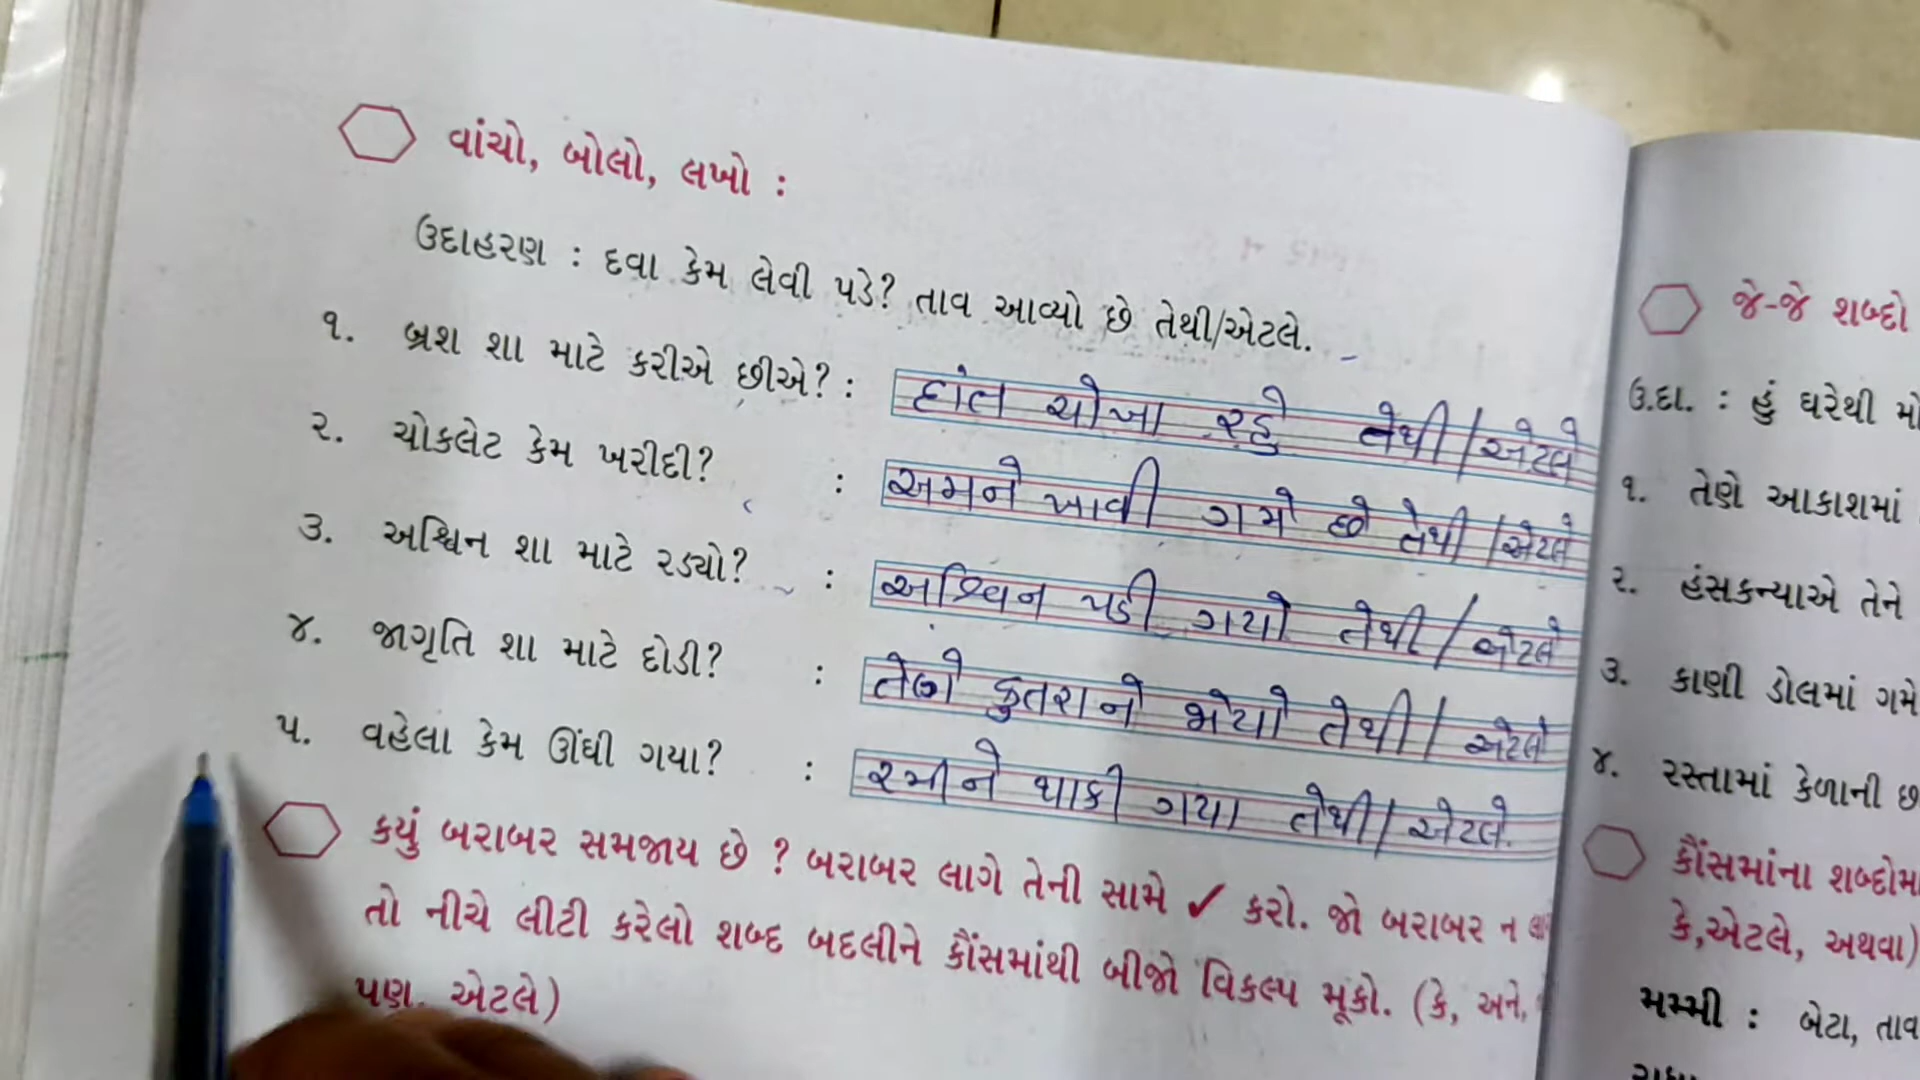 વાંચો, બોલો, લખો :
ઉદાહરણ : દવા કેમ લેવી પડે? તાવ આવ્યો છે તેથી/એટલે.
૧. બ્રશ શા માટે કરીએ છીએ? : દાંત ચોખા રહે તેથી/એટલે
૨. ચોકલેટ કેમ ખરીદી? : અમને ખાવી ગમે છે તેથી/એટલે
૩. અશ્વિન શા માટે રડ્યો? : અશ્વિન પડી ગયો તેથી/એટલે
૪. જાગૃતિ શા માટે દોડી? : તેણે કુતરાને જોયો તેથી/એટલે
૫. વહેલા કેમ ઊંઘી ગયા? : રમીને થાકી ગયા તેથી/એટલે.
કયું બરાબર સમજાય છે ? બરાબર લાગે તેની સામે ✓ કરો. જો બરાબર ન
તો નીચે લીટી કરેલો શબ્દ બદલીને કૌંસમાંથી બીજો વિકલ્પ મૂકો. (કે, અને,
પણ, એટલે)
જે-જે શબ્દો
ઉ.દા. : હું ઘરેથી મો
૧. તેણે આકાશમાં
૨. હંસકન્યાએ તેને
૩. કાણી ડોલમાં ગમે
૪. રસ્તામાં કેળાની છ
કૌંસમાંના શબ્દોમા
કે,એટલે, અથવા)
મમ્મી : બેટા, તાવ